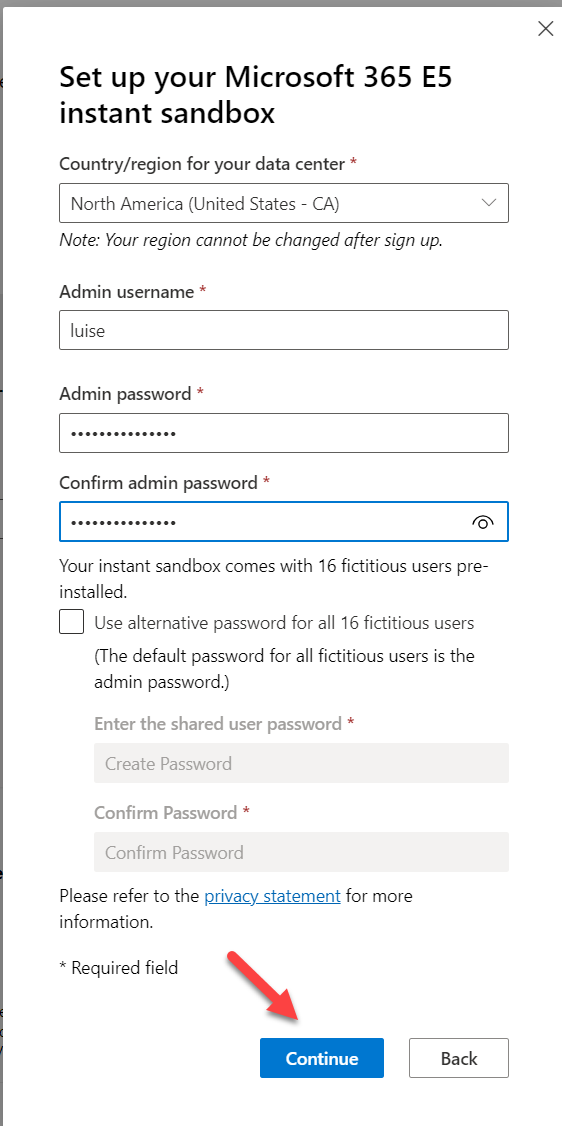 Set up your Microsoft 365 E5
instant sandbox
Country/region for your data center *
North America (United States - CA)
Note: Your region cannot be changed after sign up.
Admin username *
luise
Admin password *
•••••••••••••••
Confirm admin password *
•••••••••••••••
Your instant sandbox comes with 16 fictitious users pre-
installed.
Use alternative password for all 16 fictitious users
(The default password for all fictitious users is the
admin password.)
Enter the shared user password *
Create Password
Confirm Password *
Confirm Password
Please refer to the privacy statement for more
information.
* Required field
Continue
Back